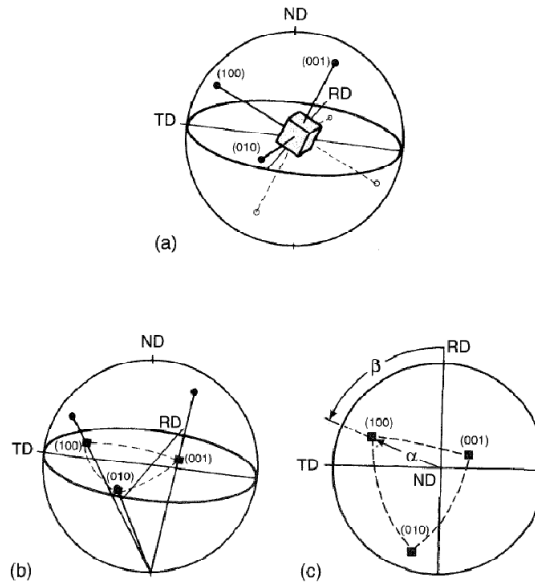 ND
(001)
(100)
RD
TD
(010)
(a)
ND
RD
TD
(100)
(001)
(010)
(b)
RD
β
(100)
(001)
α
TD
ND
(010)
(c)